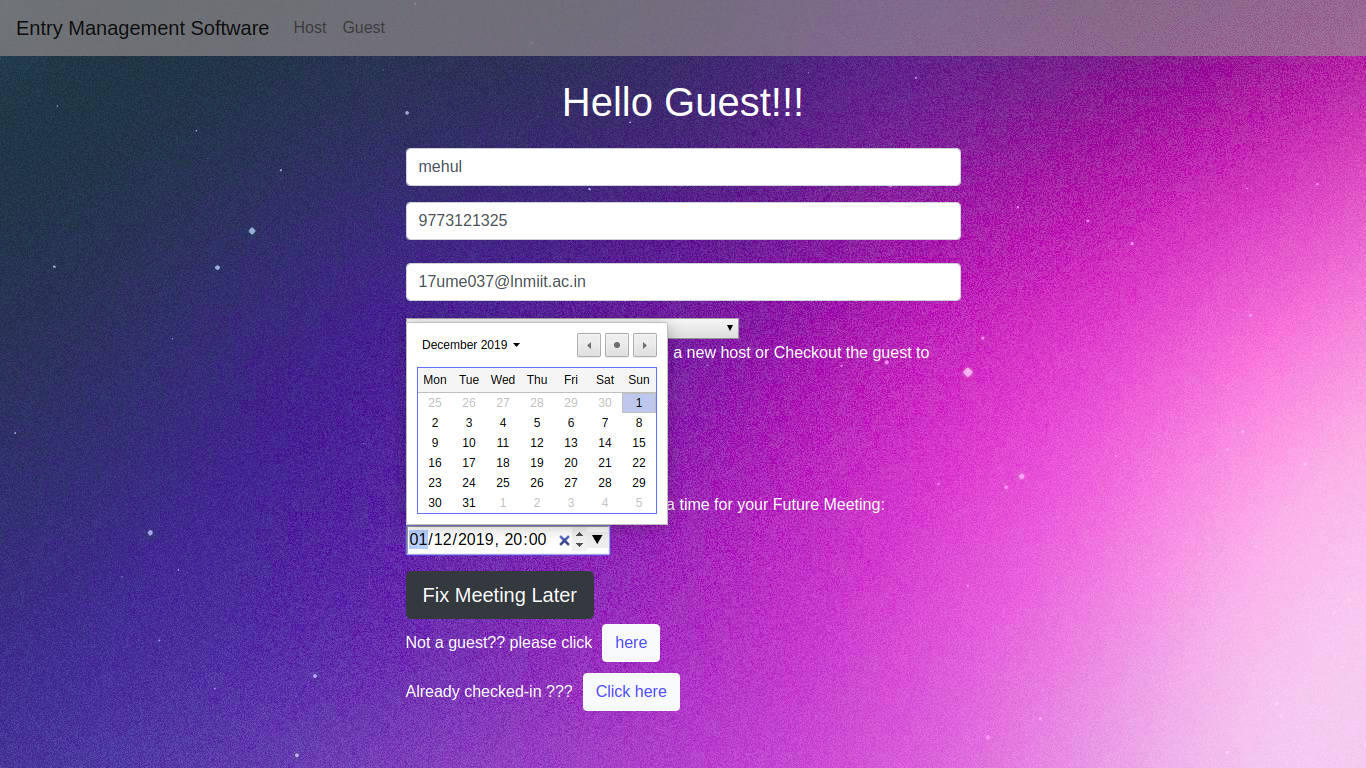 Entry Management Software Host Guest
Hello Guest!!!
mehul
9773121325
17ume037@lnmiit.ac.in
a new host or Checkout the guest to
December 2019
Mon Tue Wed Thu Fri Sat Sun
25 26 27 28 29 30 1
2 3 4 5 6 7 8
9 10 11 12 13 14 15
16 17 18 19 20 21 22
23 24 25 26 27 28 29
30 31 1 2 3 4 5
a time for your Future Meeting:
01/12/2019, 20:00
Fix Meeting Later
Not a guest?? please click here
Already checked-in ??? Click here